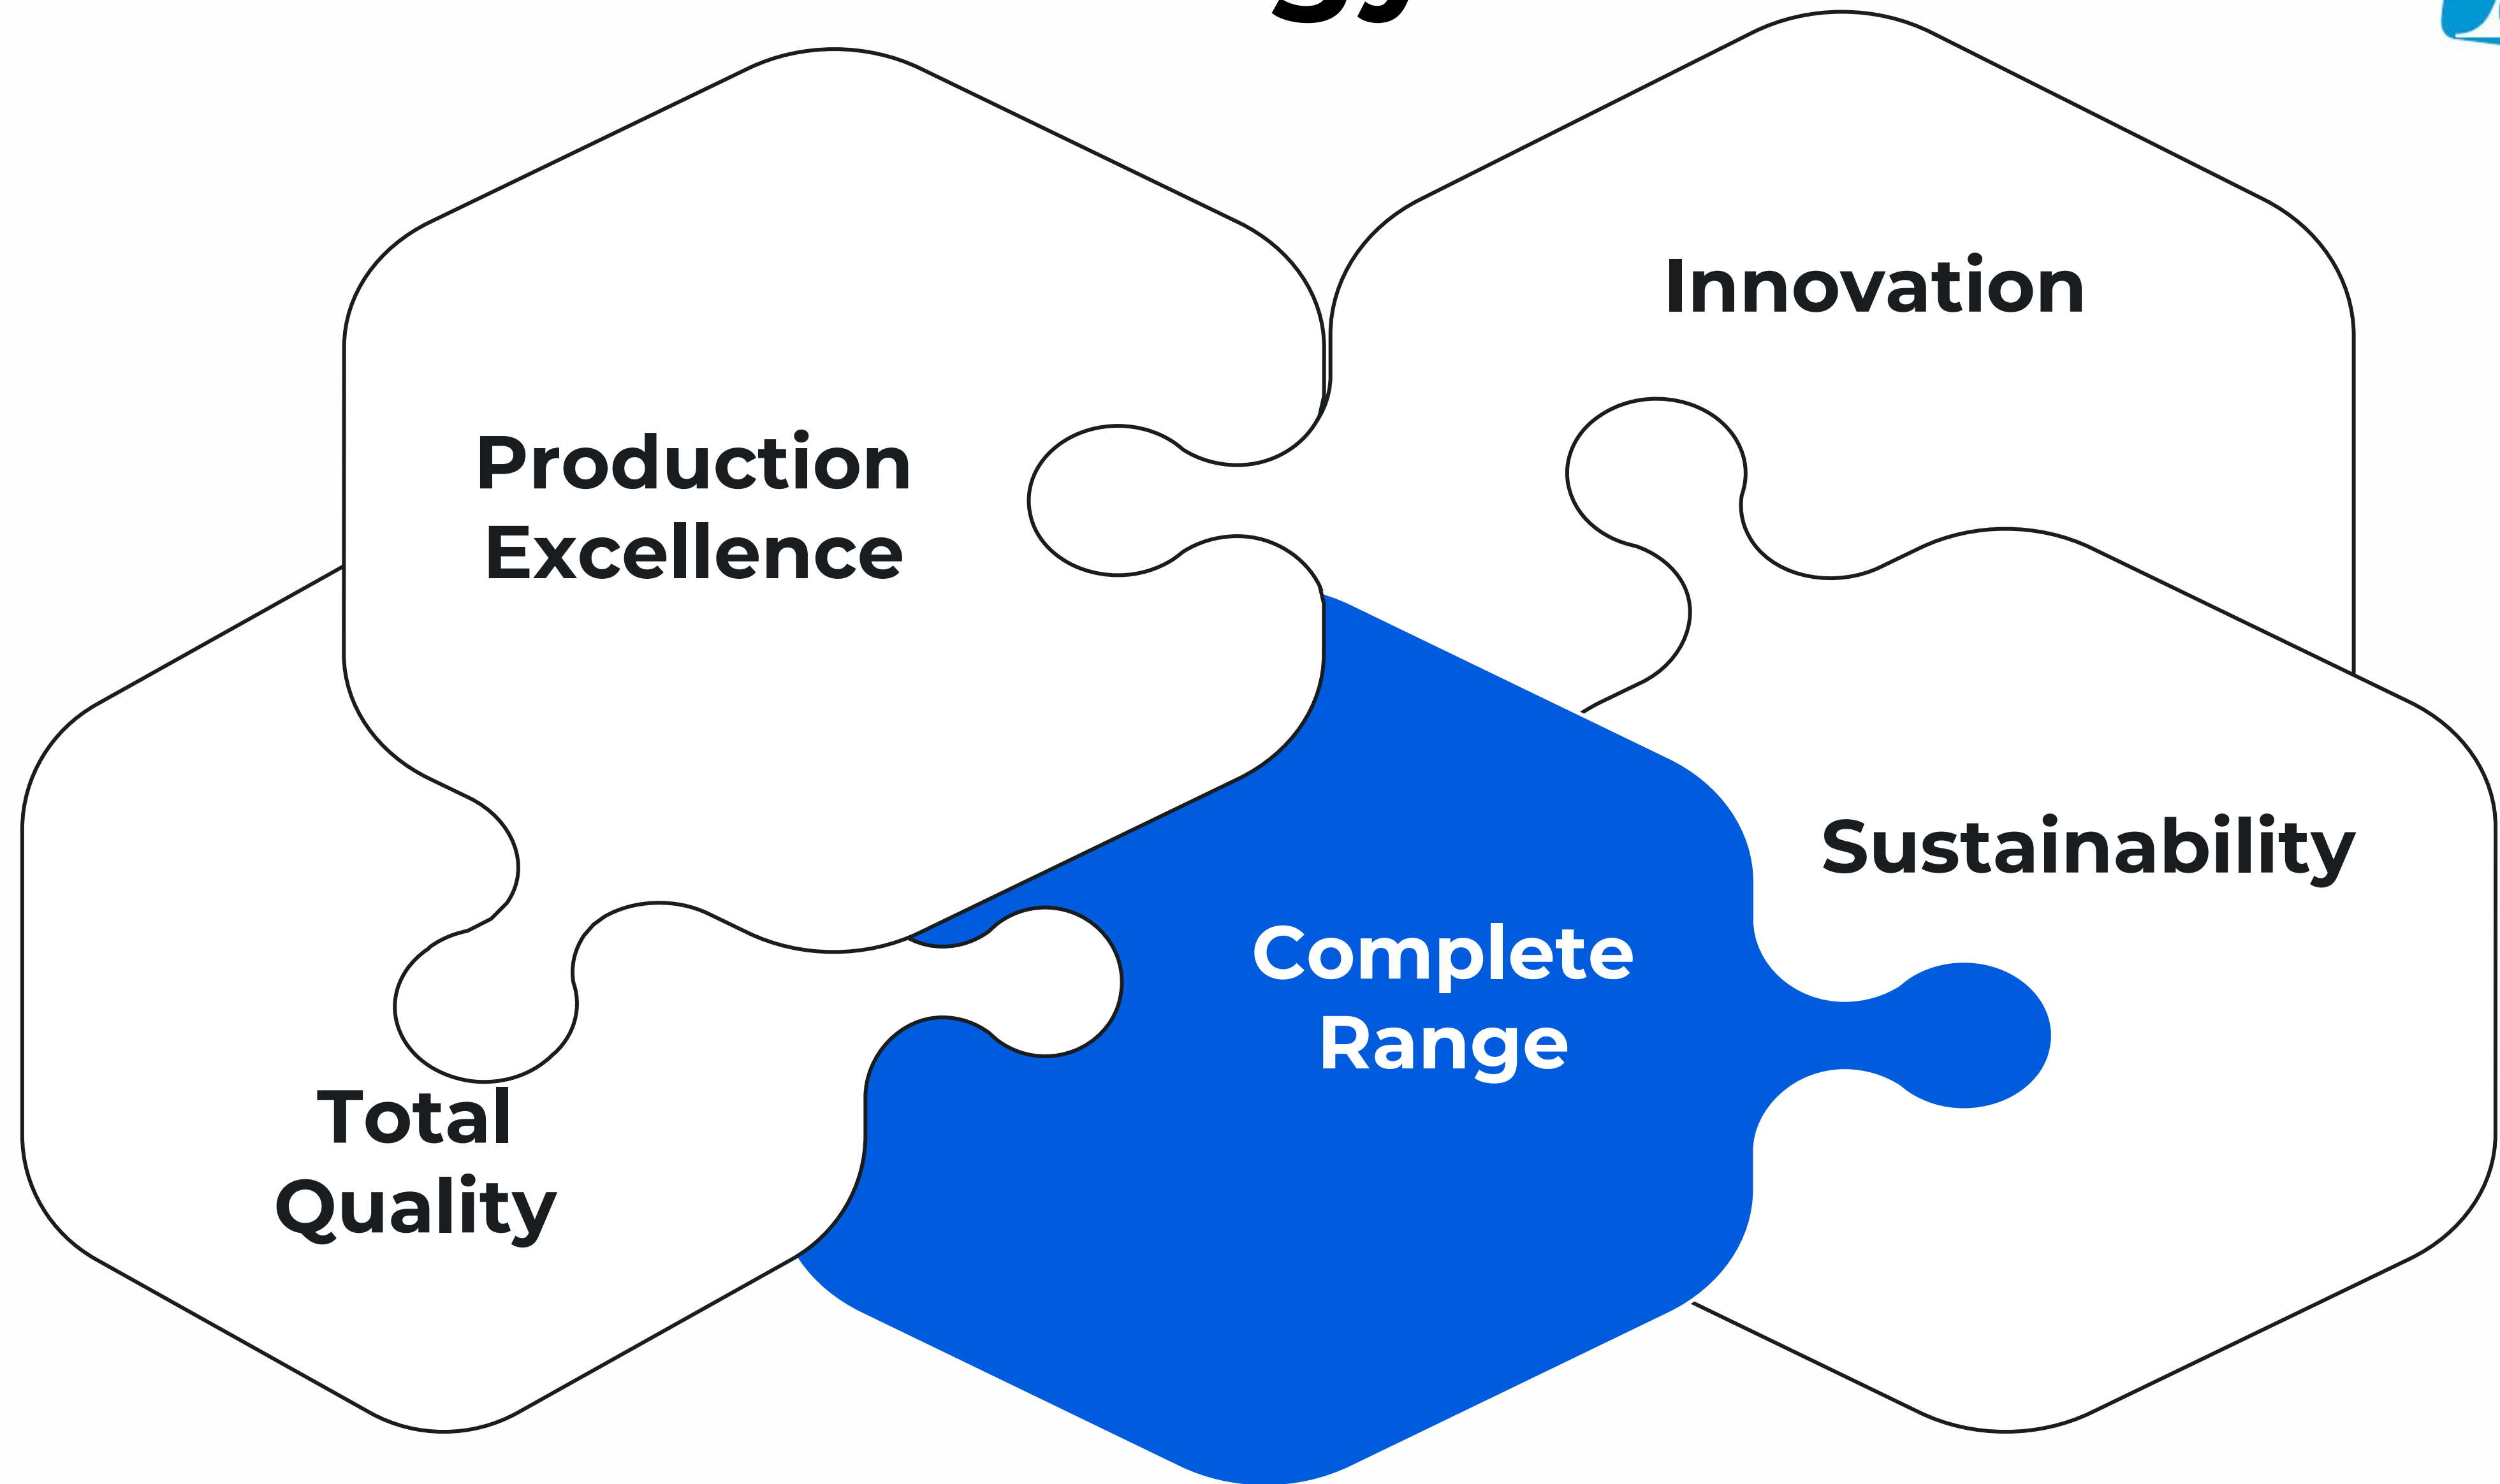 Innovation
Production
Excellence
Sustainability
Complete
Range
Total
Quality